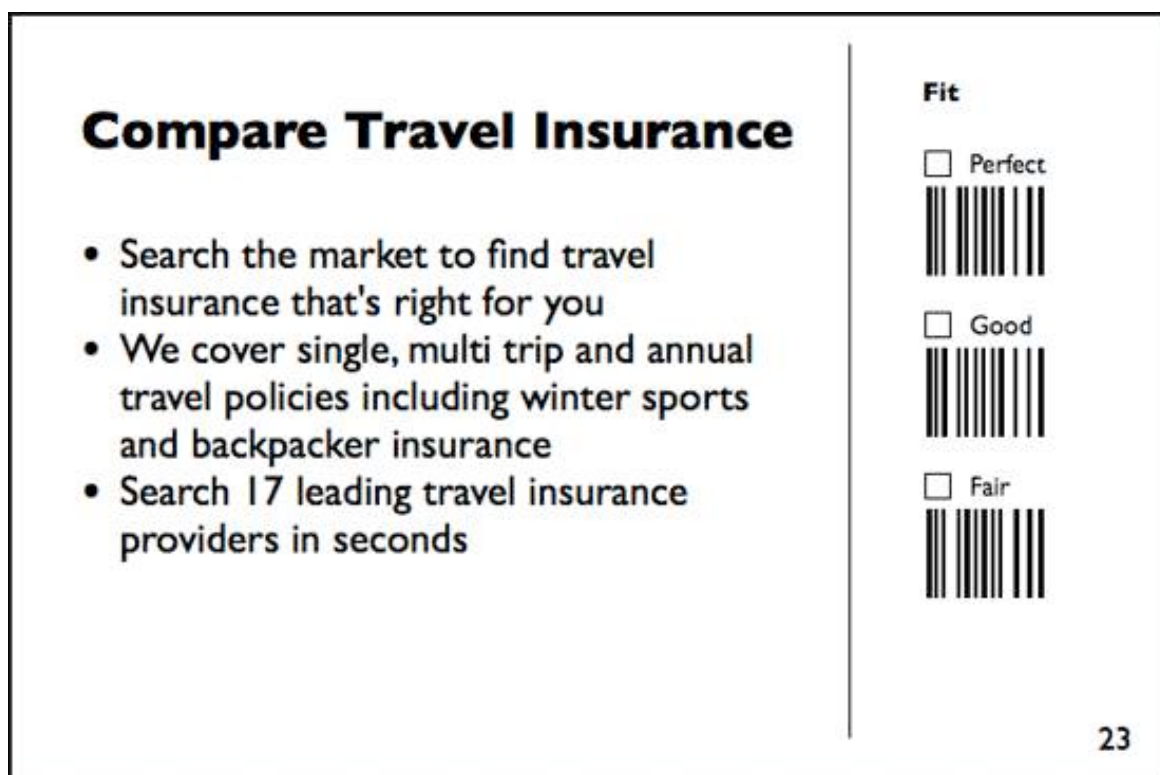 Compare Travel Insurance
• Search the market to find travel
insurance that's right for you
• We cover single, multi trip and annual
travel policies including winter sports
and backpacker insurance
• Search 17 leading travel insurance
providers in seconds
Fit
Perfect
Good
Fair
23